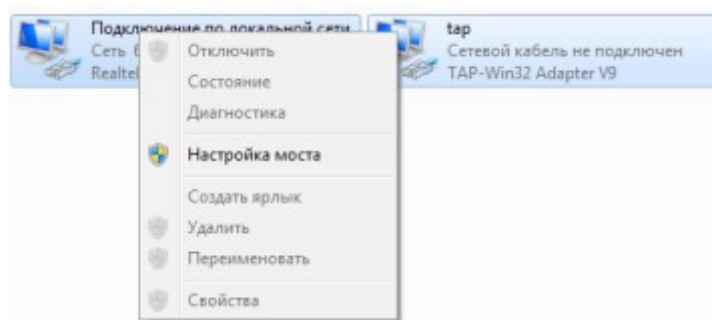 Подключение по локальной сети
Сеть
Realtek
tap
Сетевой кабель не подключен
TAP-Win32 Adapter V9
Отключить
Состояние
Диагностика
Настройка моста
Создать ярлык
Удалить
Переименовать
Свойства